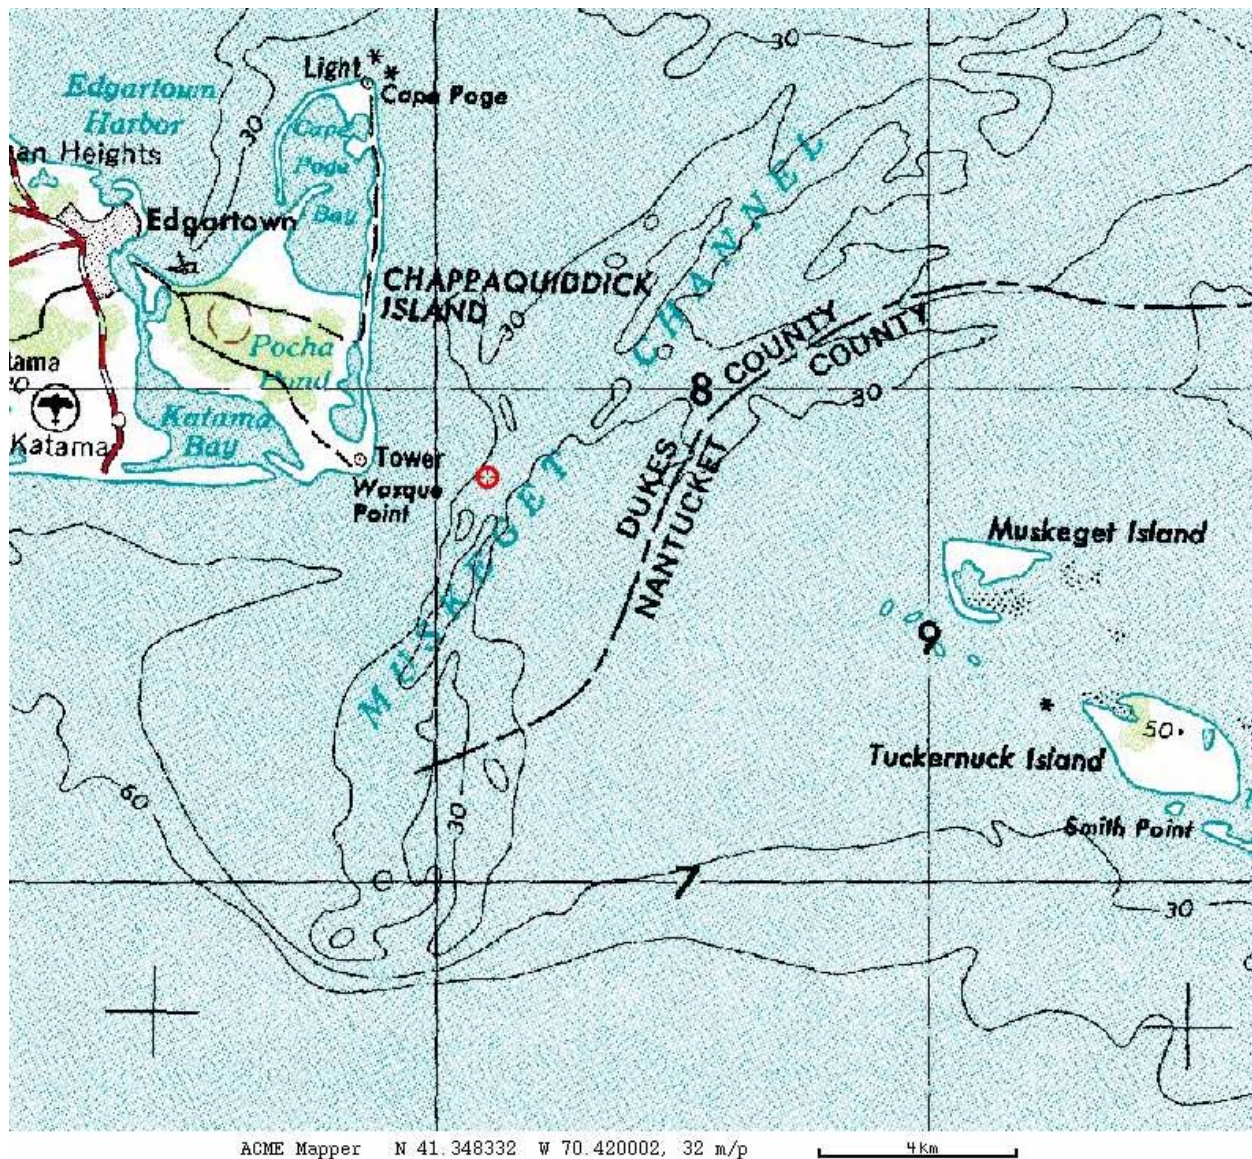 30
Light
Cape Poge
Edgartown
Harbor
30
Cape
Poge
Bay
an Heights
Edgartown
CHANNEL
CHAPPAQUIDDICK
ISLAND
30
COUNTY
COUNTY
8
30
Pocha
Pond
tama
Katama
Katama
Bay
Tower
Wasque
Point
DUKES
NANTUCKET
MUSKEGET
Muskeget Island
9
50
Tuckernuck Island
Smith Point
60
30
7
30
ACME Mapper N 41.348332 W 70.420002, 32 m/p 4Km